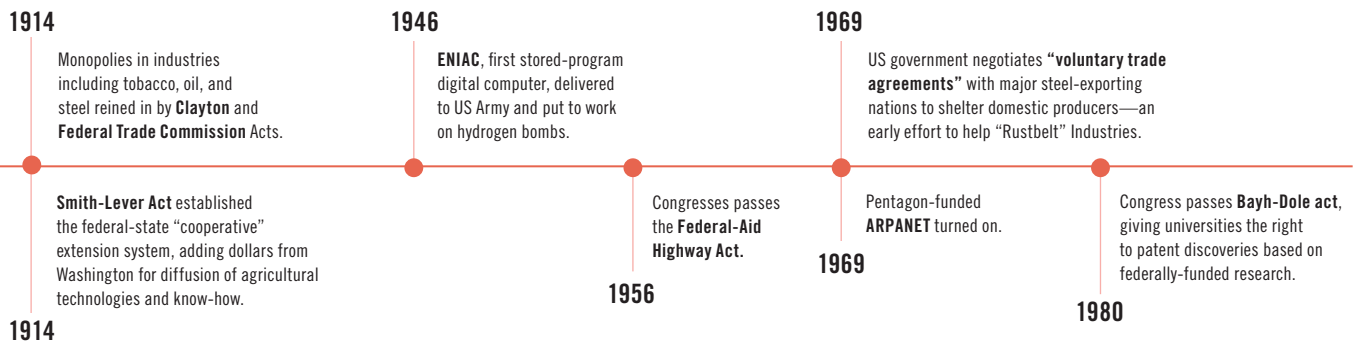 1914
Monopolies in industries
including tobacco, oil, and
steel reined in by Clayton and
Federal Trade Commission Acts.
1946
ENIAC, first stored-program
digital computer, delivered
to US Army and put to work
on hydrogen bombs.
1969
US government negotiates “voluntary trade
agreements” with major steel-exporting
nations to shelter domestic producers—an
early effort to help “Rustbelt” Industries.
Smith-Lever Act established
the federal-state “cooperative”
extension system, adding dollars from
Washington for diffusion of agricultural
technologies and know-how.
1914
Congresses passes
the Federal-Aid
Highway Act.
1956
Pentagon-funded
ARPANET turned on.
1969
Congress passes Bayh-Dole act,
giving universities the right
to patent discoveries based on
federally-funded research.
1980